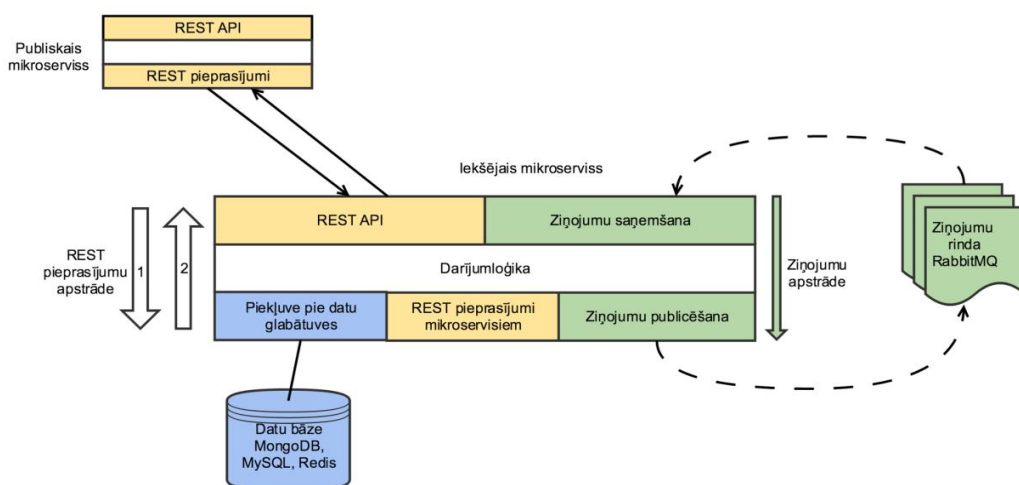 REST API
Publiskais
mikroserviss
REST pieprasījumi
Iekšējais mikroserviss
REST API
Ziņojumu saņemšana
REST
pieprasījumu
apstrāde
1
2
Darījumloģika
Piekļuve pie datu
glabātuves
REST pieprasījumi
mikroservisiem
Ziņojumu publicēšana
Ziņojumu
apstrāde
Ziņojumu
rinda
RabbitMQ
Datu bāze
MongoDB,
MySQL, Redis